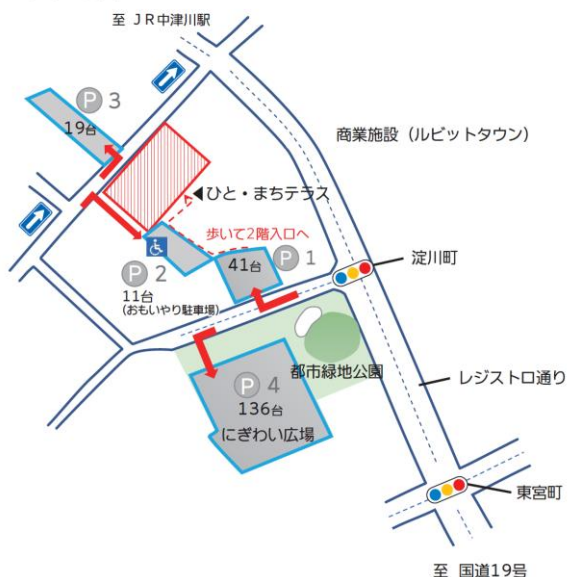 至 JR中津川駅
P 3
19台
商業施設（ルビットタウン）
◀ひと・まちテラス
歩いて2階入口へ
P 1
41台
淀川町
P 2
11台
(おもいやり駐車場)
都市緑地公園
レジストロ通り
P 4
136台
にぎわい広場
東宮町
至 国道19号